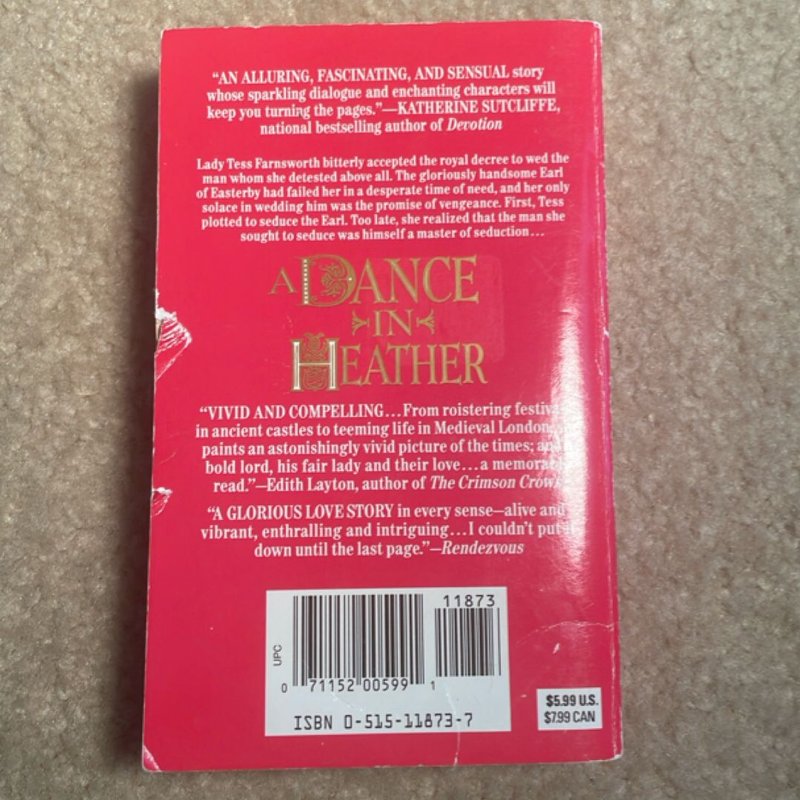 “AN ALLURING, FASCINATING, AND SENSUAL story
whose sparkling dialogue and enchanting characters will
keep you turning the pages.”—KATHERINE SUTCLIFFE,
national bestselling author of Devotion
Lady Tess Farnsworth bitterly accepted the royal decree to wed the
man whom she detested above all. The gloriously handsome Earl
of Easterby had failed her in a desperate time of need, and her only
solace in wedding him was the promise of vengeance. First, Tess
plotted to seduce the Earl. Too late, she realized that the man she
sought to seduce was himself a master of seduction...
A DANCE
IN
HEATHER
“VIVID AND COMPELLING...From roistering
in ancient castles to teeming life in Medieval London,
paints an astonishingly vivid picture of the times;
bold lord, his fair lady and their love...a
read.”—Edith Layton, author of The Crimson
“A GLORIOUS LOVE STORY in every sense—alive and
vibrant, enthralling and intriguing...I couldn’t put
down until the last page.”—Rendezvous
11873
UPC
0 71152 00599 1
ISBN 0-515-11873-7
$5.99 U.S.
$7.99 CAN